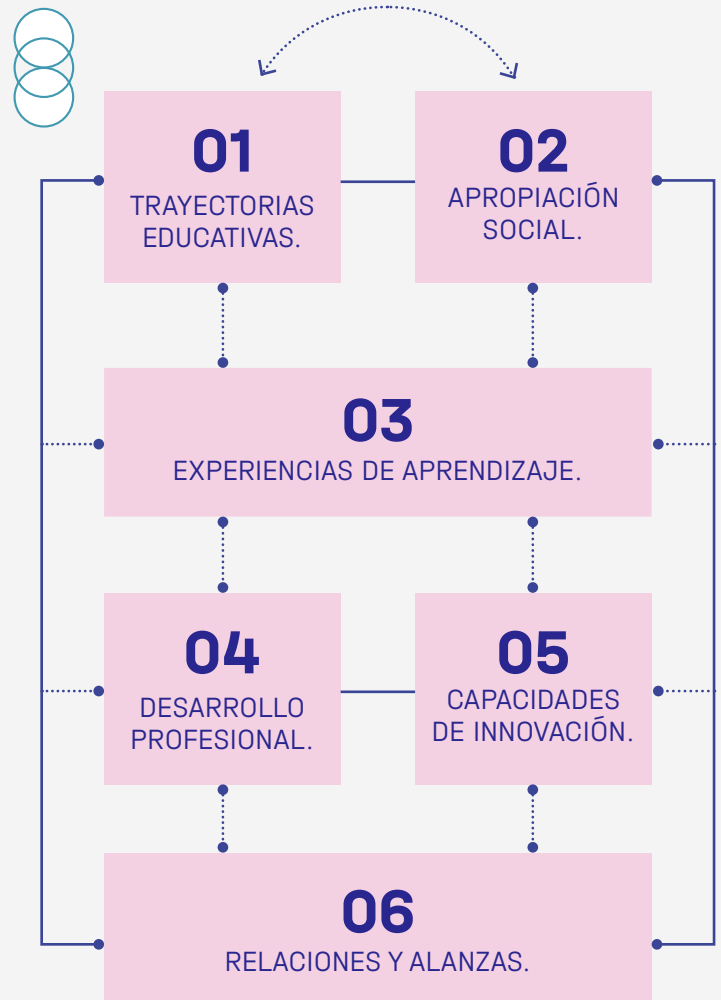 01
TRAYECTORIAS
EDUCATIVAS.
02
APROPIACIÓN
SOCIAL.
03
EXPERIENCIAS DE APRENDIZAJE.
04
DESARROLLO
PROFESIONAL.
05
CAPACIDADES
DE INNOVACIÓN.
06
RELACIONES Y ALANZAS.